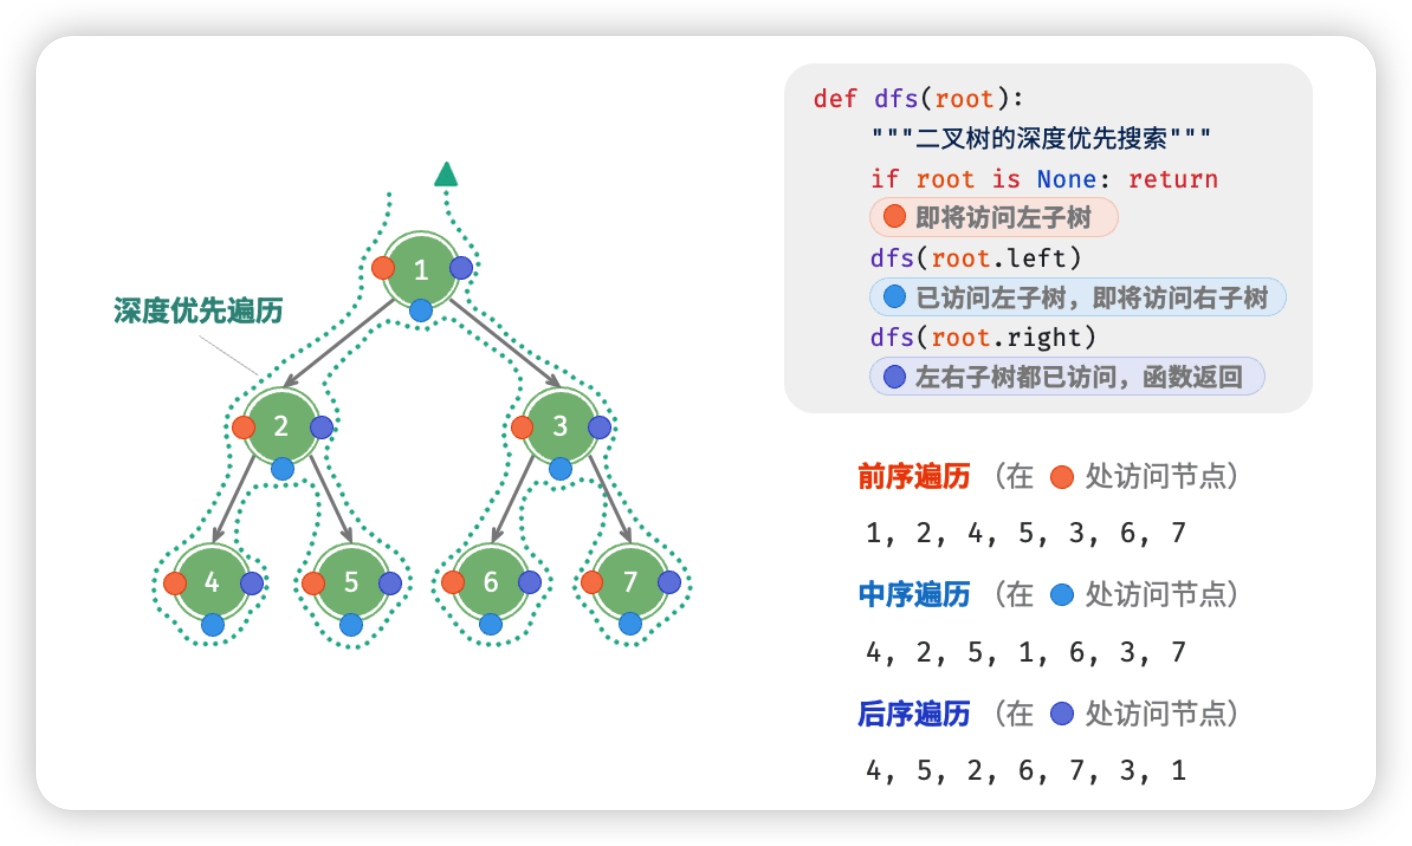 深度优先遍历
1
2
3
4
5
6
7
def dfs(root):
"""二叉树的深度优先搜索"""
if root is None: return
即将访问左子树
dfs(root.left)
已访问左子树，即将访问右子树
dfs(root.right)
左右子树都已访问，函数返回
前序遍历（在 处访问节点）
1, 2, 4, 5, 3, 6, 7
中序遍历（在 处访问节点）
4, 2, 5, 1, 6, 3, 7
后序遍历（在 处访问节点）
4, 5, 2, 6, 7, 3, 1